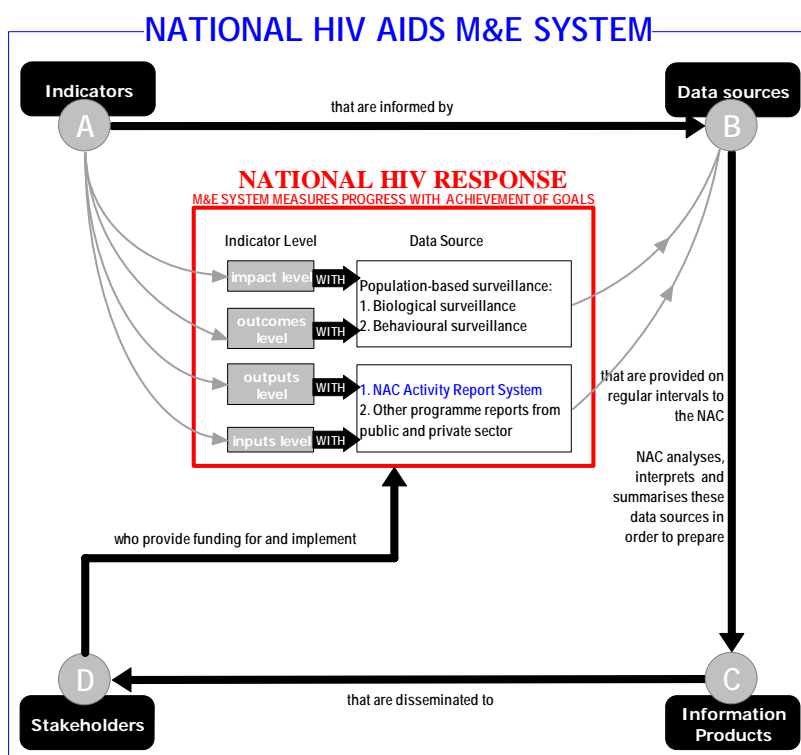 NATIONAL HIV AIDS M&E SYSTEM
Indicators
A
that are informed by
Data sources
B
NATIONAL HIV RESPONSE
M&E SYSTEM MEASURES PROGRESS WITH ACHIEVEMENT OF GOALS
Indicator Level
Data Source
impact level
WITH
Population-based surveillance:
1. Biological surveillance
2. Behavioural surveillance
outcomes
level
WITH
outputs
level
WITH
1. NAC Activity Report System
2. Other programme reports from
public and private sector
inputs level
WITH
that are provided on
regular intervals to
the NAC
NAC analyses,
interprets and
summarises these
data sources in
order to prepare
who provide funding for and implement
D
Stakeholders
that are disseminated to
C
Information
Products